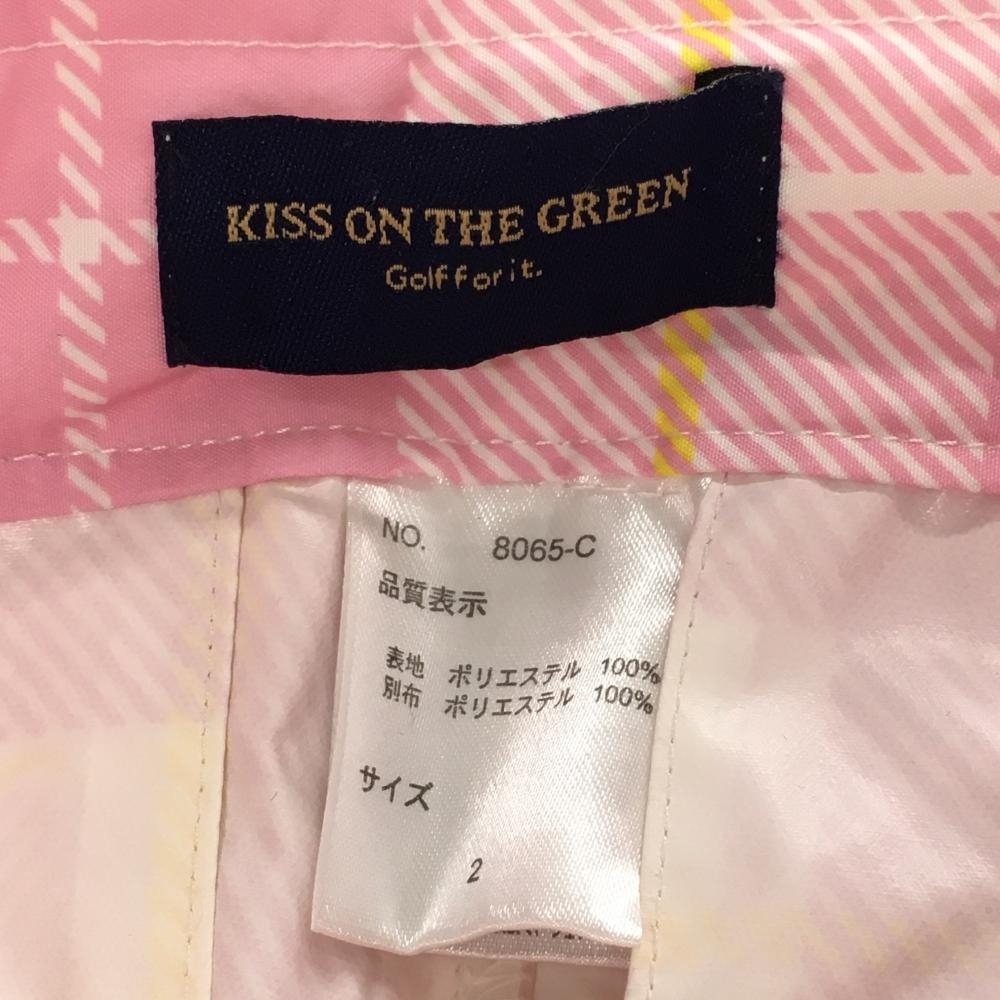 KISS ON THE GREEN
Golf for it.
NO. 8065-C
品質表示
表地 ポリエステル 100%
別布 ポリエステル 100%
サイズ
2